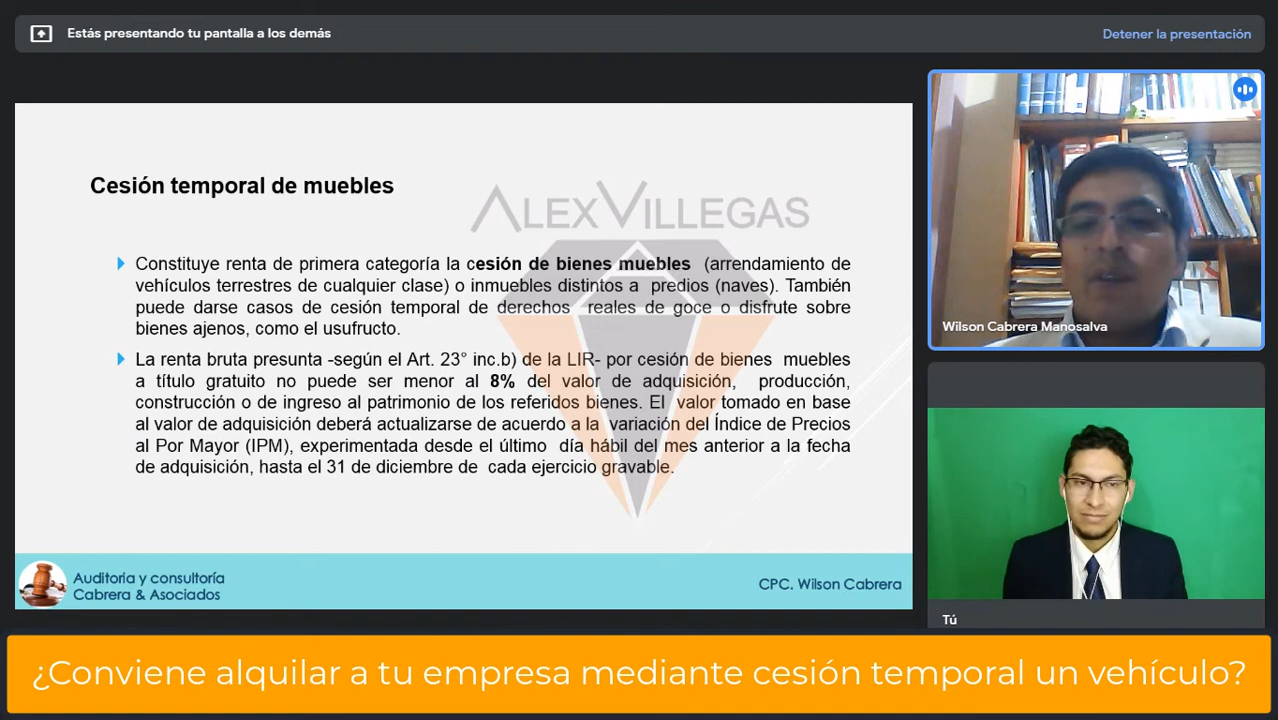 Estás presentando tu pantalla a los demás
Detener la presentación
Cesión temporal de muebles
ALEXVILLEGAS
Constituye renta de primera categoría la cesión de bienes muebles (arrendamiento de
vehículos terrestres de cualquier clase) o inmuebles distintos a predios (naves). También
puede darse casos de cesión temporal de derechos reales de goce o disfrute sobre
bienes ajenos, como el usufructo.
La renta bruta presunta -según el Art. 23° inc.b) de la LIR- por cesión de bienes muebles
a título gratuito no puede ser menor al 8% del valor de adquisición, producción,
construcción o de ingreso al patrimonio de los referidos bienes. El valor tomado en base
al valor de adquisición deberá actualizarse de acuerdo a la variación del Índice de Precios
al Por Mayor (IPM), experimentada desde el último día hábil del mes anterior a la fecha
de adquisición, hasta el 31 de diciembre de cada ejercicio gravable.
Auditoria y consultoría
Cabrera & Asociados
CPC. Wilson Cabrera
Wilson Cabrera Manosalva
Tú
¿Conviene alquilar a tu empresa mediante cesión temporal un vehículo?